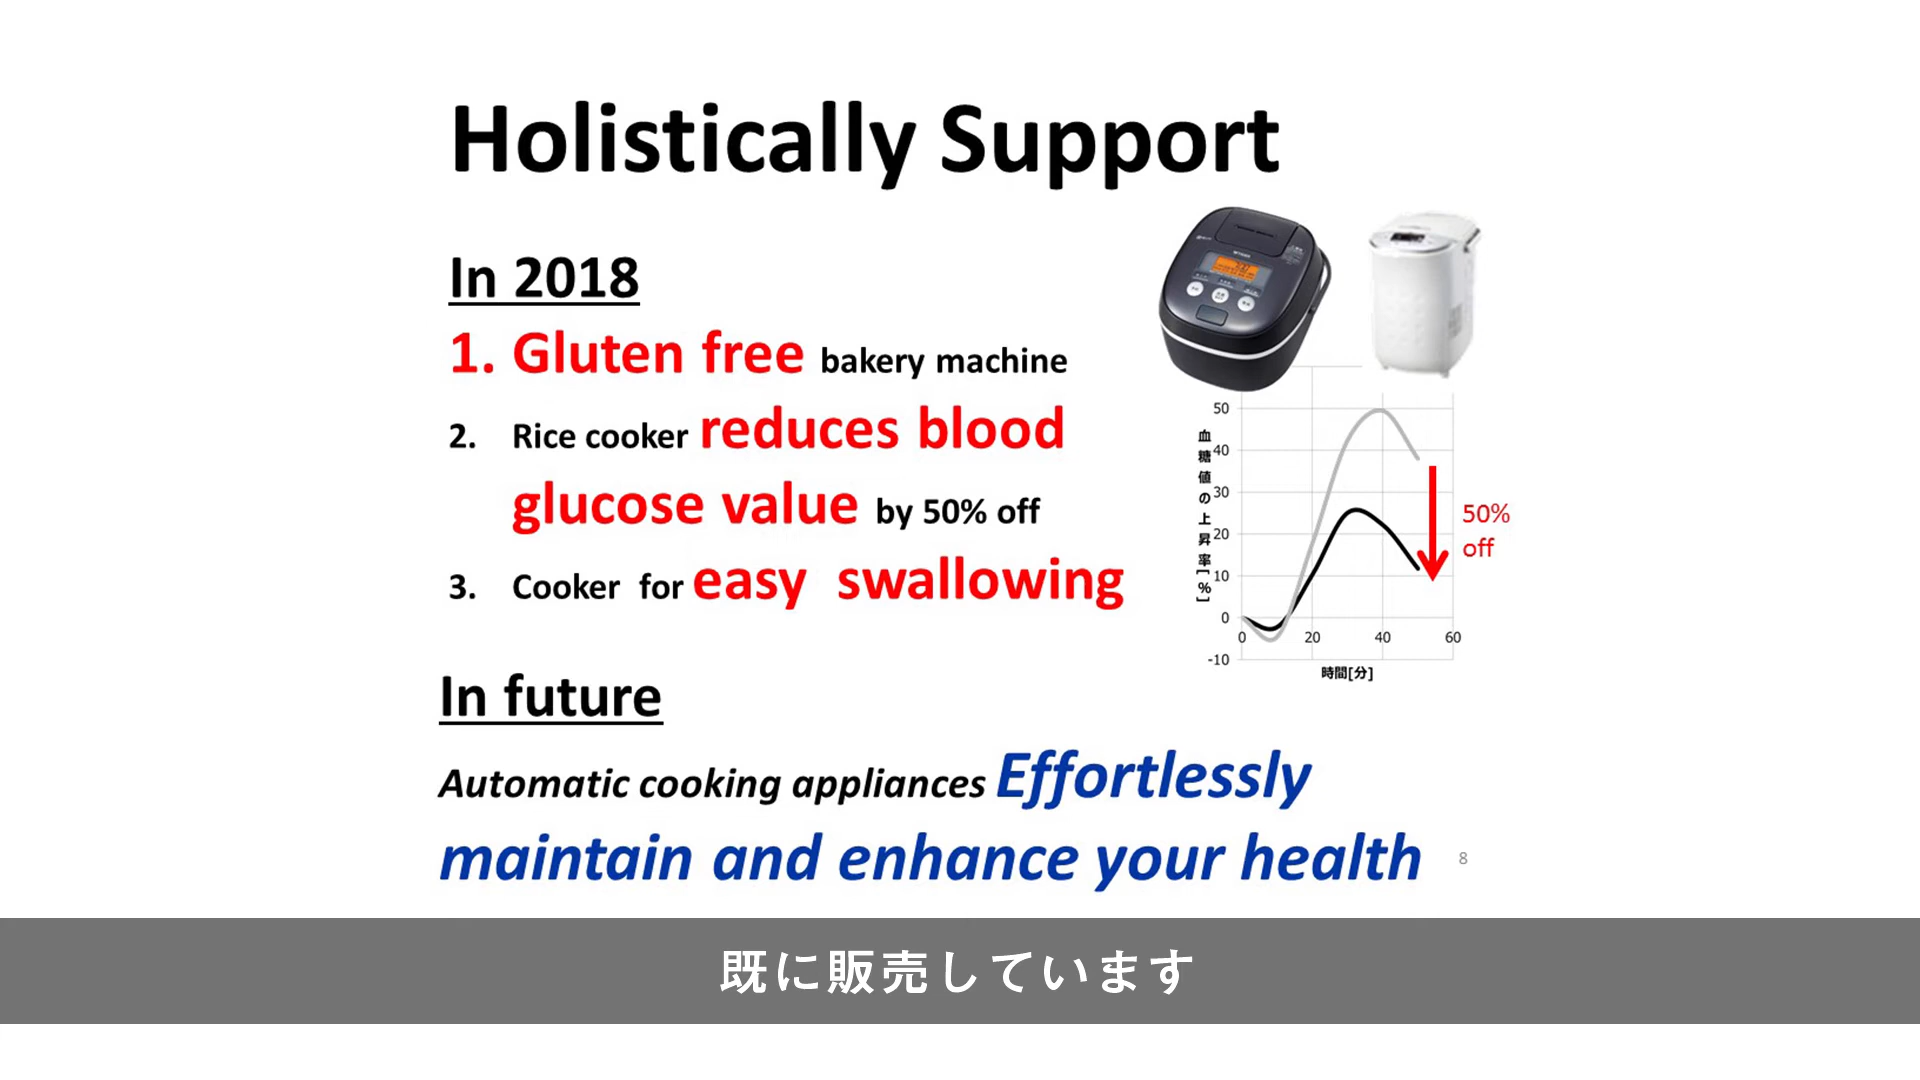 Holistically Support
In 2018
1. Gluten free bakery machine
2. Rice cooker reduces blood
glucose value by 50% off
3. Cooker for easy swallowing
血糖値の上昇率[%]
50
40
30
20
10
0
-10
0 20 40 60
時間[分]
50%
off
In future
Automatic cooking appliances Effortlessly
maintain and enhance your health
8
既に販売しています